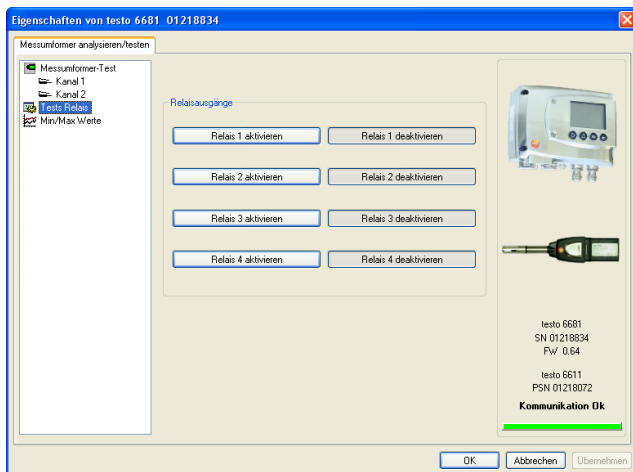 Eigenschaften von testo 6681 01218834
Messumformer analysieren/testen
Messumformer-Test
Kanal 1
Kanal 2
Tests Relais
Min/Max Werte
Relaisausgänge
Relais 1 aktivieren
Relais 1 deaktivieren
Relais 2 aktivieren
Relais 2 deaktivieren
Relais 3 aktivieren
Relais 3 deaktivieren
Relais 4 aktivieren
Relais 4 deaktivieren
testo 6681
SN 01218834
FW 0.64
testo 6611
PSN 01218072
Kommunikation Ok
OK
Abbrechen
Übernehmen